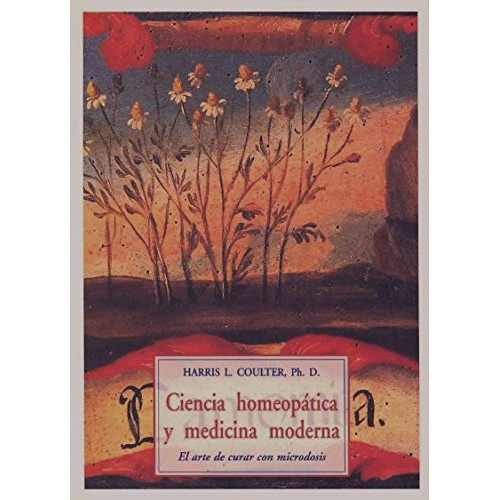 HARRIS L. COULTER, Ph. D.
Ciencia homeopática
y medicina moderna
El arte de curar con microdosis